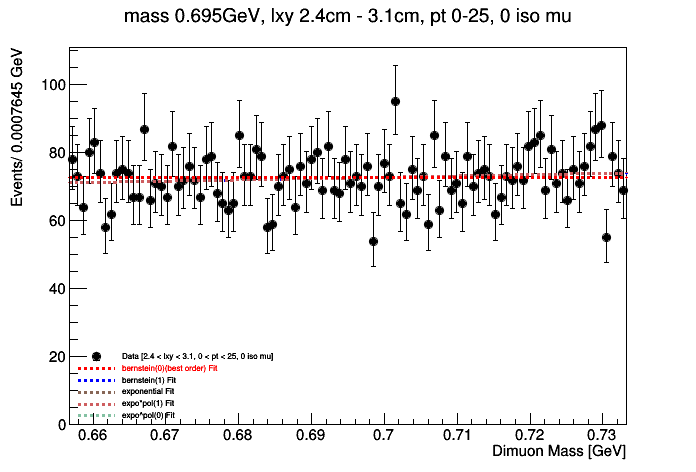 mass 0.695GeV, lxy 2.4cm - 3.1cm, pt 0-25, 0 iso mu
Events/ 0.0007645 GeV
100
80
60
40
20
0
Data [2.4 < lxy < 3.1, 0 < pt < 25, 0 iso mu]
bernstein(0)(best order) Fit
bernstein(1) Fit
exponential Fit
expo*pol(1) Fit
expo*pol(0)Fit
0.66 0.67 0.68 0.69 0.7 0.71 0.72 0.73
Dimuon Mass [GeV]